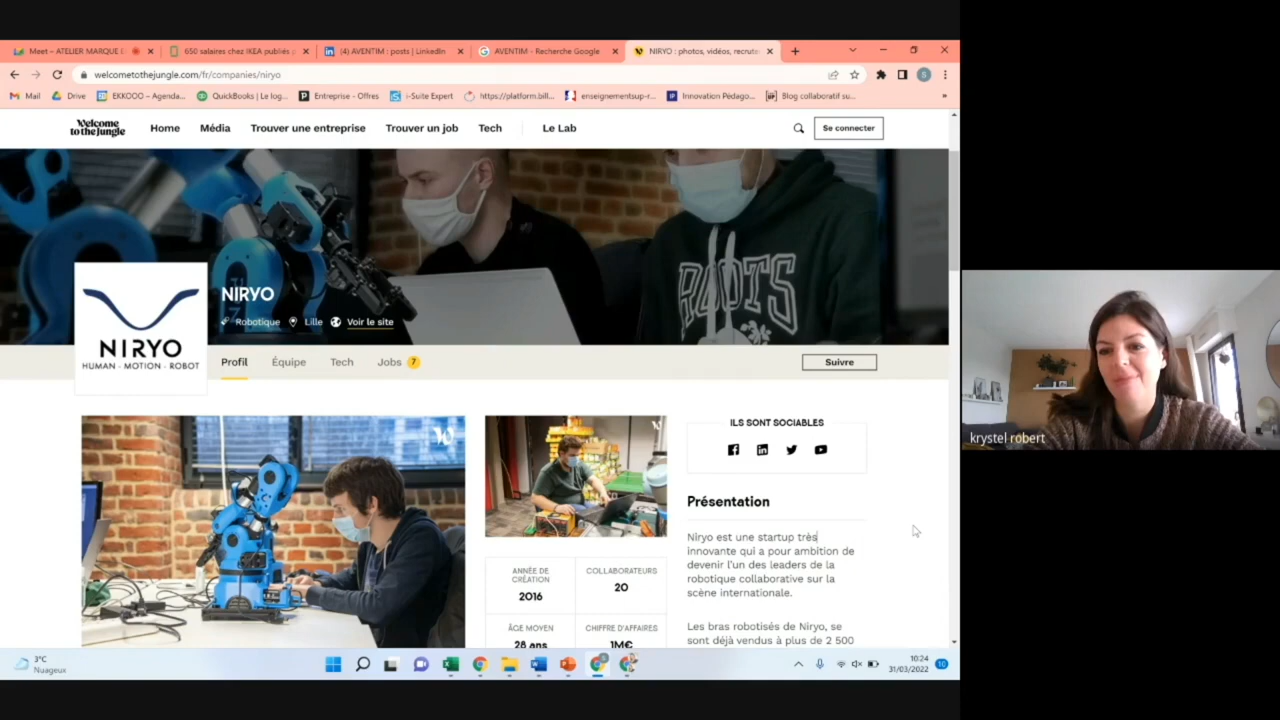 Meet – ATELIER MARQUE E
650 salaires chez IKEA publiés p
(4) AVENTIM : posts | LinkedIn
AVENTIM - Recherche Google
NIRYO : photos, vidéos, recrute
welcometothejungle.com/fr/companies/niryo
S
Mail
Drive
EKKOOO – Agenda...
QuickBooks | Le log...
Entreprise - Offres
i-Suite Expert
https://platform.bill...
enseignementsup-r...
Innovation Pédago...
Blog collaboratif su...
»
Welcome to the Jungle
Home
Média
Trouver une entreprise
Trouver un job
Tech
Le Lab
Se connecter
ROOTS
NIRYO
Robotique
Lille
Voir le site
NIRYO
HUMAN - MOTION - ROBOT
Profil
Équipe
Tech
Jobs 7
Suivre
ILS SONT SOCIABLES
Présentation
Niryo est une startup très
innovante qui a pour ambition de
devenir l'un des leaders de la
robotique collaborative sur la
scène internationale.
Les bras robotisés de Niryo, se
sont déjà vendus à plus de 2 500
ANNÉE DE CRÉATION
2016
COLLABORATEURS
20
ÂGE MOYEN
28 ans
CHIFFRE D'AFFAIRES
1M€
krystel robert
3°C
Nuageux
10:24
31/03/2022
10